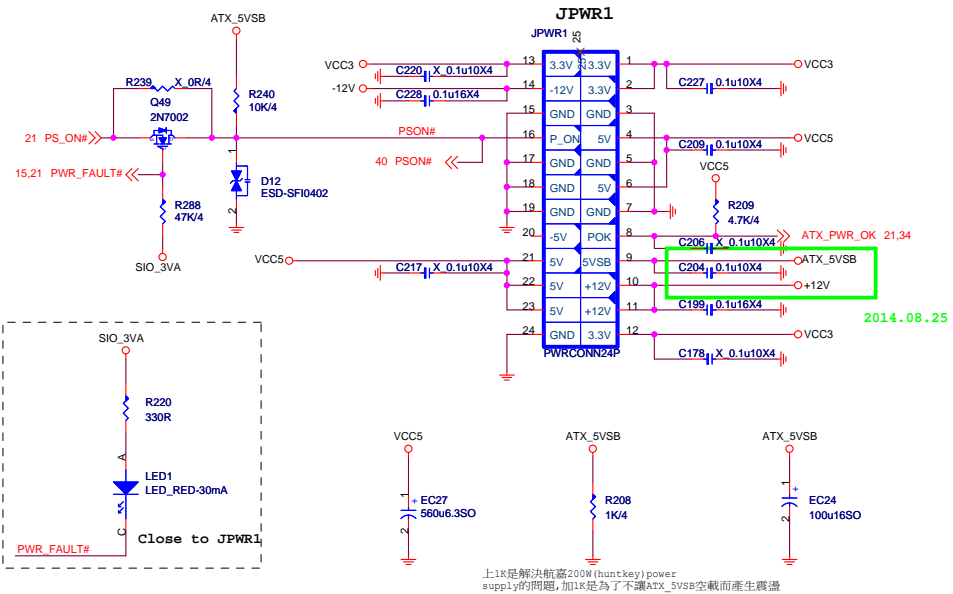 JPWR1
ATX_5VSB
JPWR1
25
25
VCC3
C220 X_0.1u10X4
-12V
C228 0.1u16X4
13 3.3V 3.3V 1
14 -12V 3.3V 2
15 GND GND 3
16 P_ON 5V 4
17 GND GND 5
18 GND 5V 6
19 GND GND 7
20 -5V POK 8
21 5V 5VSB 9
22 5V +12V 10
23 5V +12V 11
24 GND 3.3V 12
PWRCONN24P
VCC3
C227 0.1u10X4
VCC5
C209 0.1u10X4
VCC5
R209
4.7K/4
ATX_PWR_OK 21,34
C206 X_0.1u10X4
ATX_5VSB
C204 0.1u10X4
+12V
C199 0.1u16X4
2014.08.25
VCC3
C178 X_0.1u10X4
R239 X_0R/4
Q49
2N7002
R240
10K/4
21 PS_ON#
PSON#
40 PSON#
15,21 PWR_FAULT#
1
D12
ESD-SFI0402
2
R288
47K/4
SIO_3VA
VCC5
C217 X_0.1u10X4
SIO_3VA
R220
330R
A
LED1
LED_RED-30mA
C
Close to JPWR1
PWR_FAULT#
VCC5
1
+
EC27
560u6.3SO
2
ATX_5VSB
R208
1K/4
ATX_5VSB
1
+
EC24
100u16SO
2
上1K是解決航嘉200W(huntkey)power
supply的問題,加1K是為了不讓ATX_5VSB空載而產生震盪